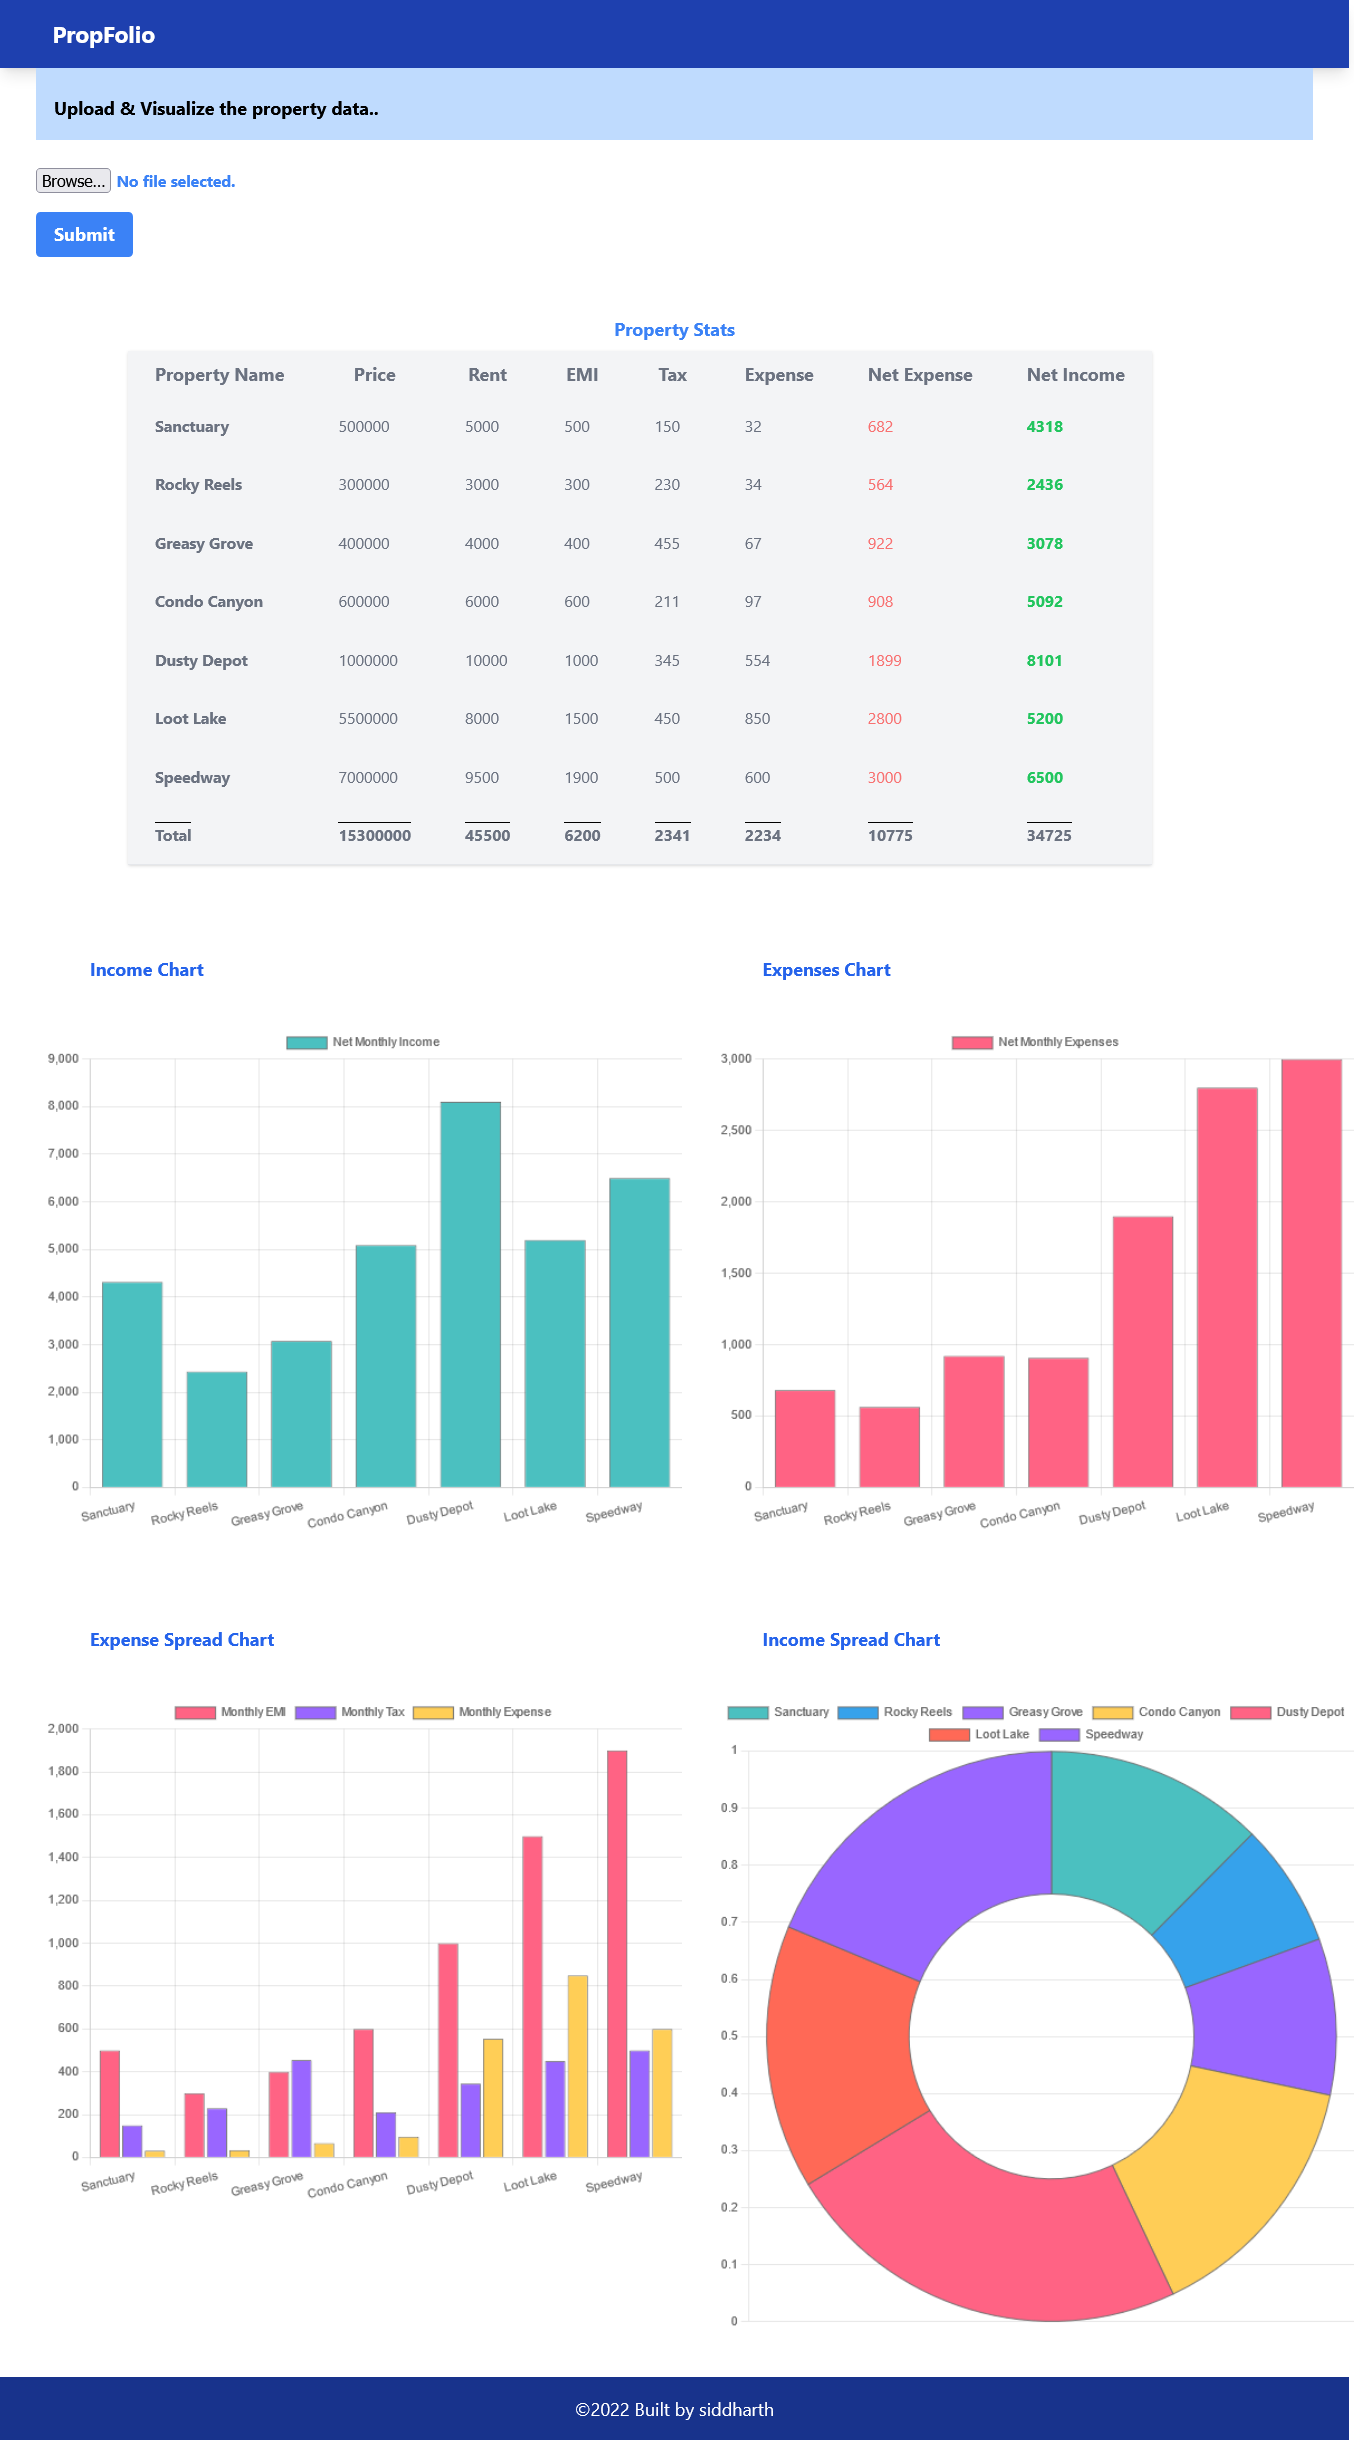 PropFolio
Upload & Visualize the property data..
Browse... No file selected.
Submit
Property Stats
Property Name Price Rent EMI Tax Expense Net Expense Net Income
Sanctuary 500000 5000 500 150 32 682 4318
Rocky Reels 300000 3000 300 230 34 564 2436
Greasy Grove 400000 4000 400 455 67 922 3078
Condo Canyon 600000 6000 600 211 97 908 5092
Dusty Depot 1000000 10000 1000 345 554 1899 8101
Loot Lake 5500000 8000 1500 450 850 2800 5200
Speedway 7000000 9500 1900 500 600 3000 6500
Total 15300000 45500 6200 2341 2234 10775 34725
Income Chart
Net Monthly Income
9,000
8,000
7,000
6,000
5,000
4,000
3,000
2,000
1,000
0
Sanctuary Rocky Reels Greasy Grove Condo Canyon Dusty Depot Loot Lake Speedway
Expenses Chart
Net Monthly Expenses
3,000
2,500
2,000
1,500
1,000
500
0
Sanctuary Rocky Reels Greasy Grove Condo Canyon Dusty Depot Loot Lake Speedway
Expense Spread Chart
Monthly EMI Monthly Tax Monthly Expense
2,000
1,800
1,600
1,400
1,200
1,000
800
600
400
200
0
Sanctuary Rocky Reels Greasy Grove Condo Canyon Dusty Depot Loot Lake Speedway
Income Spread Chart
Sanctuary Rocky Reels Greasy Grove Condo Canyon Dusty Depot
Loot Lake Speedway
1
0.9
0.8
0.7
0.6
0.5
0.4
0.3
0.2
0.1
0
©2022 Built by siddharth